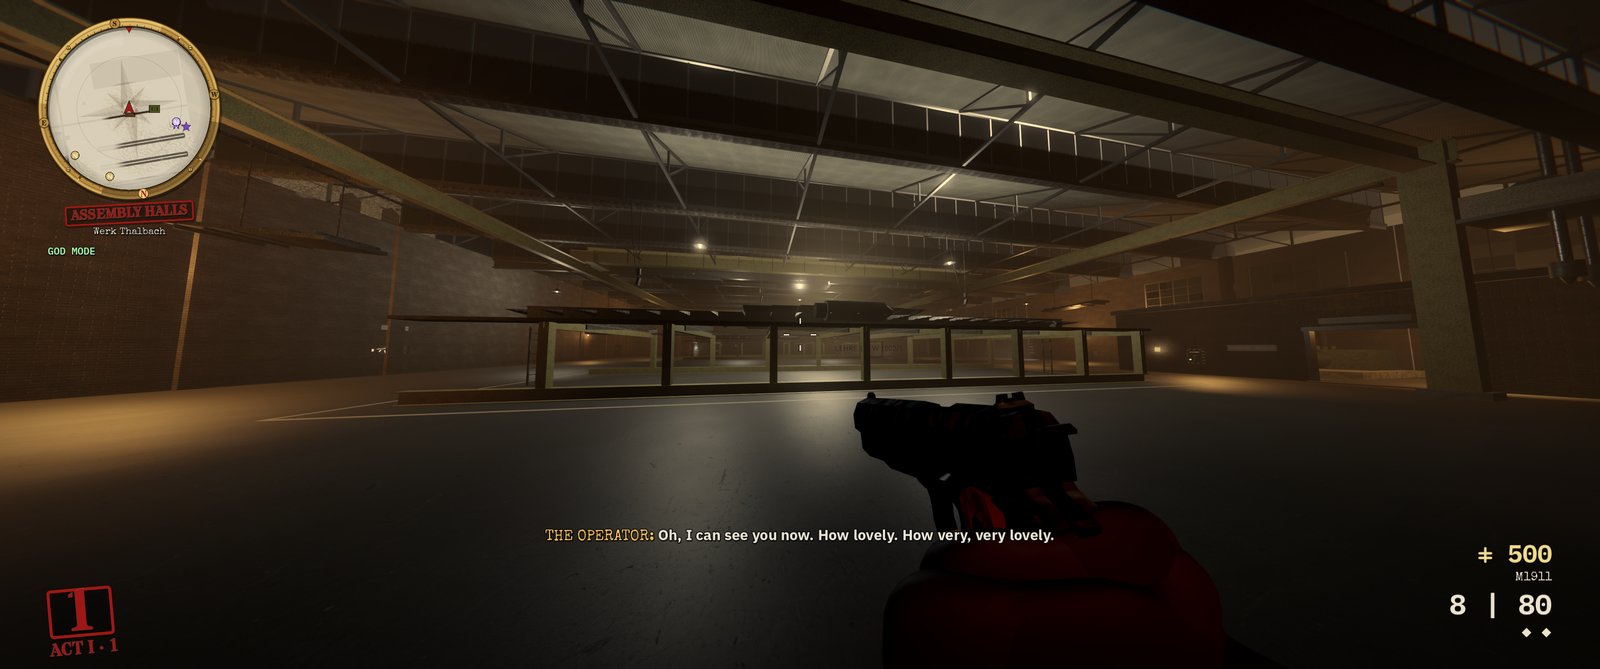 S
W
E
N
ASSEMBLY HALLS
Werk Thalbach
GOD MODE
THE OPERATOR: Oh, I can see you now. How lovely. How very, very lovely.
500
M1911
8 | 80
1
ACT I · 1